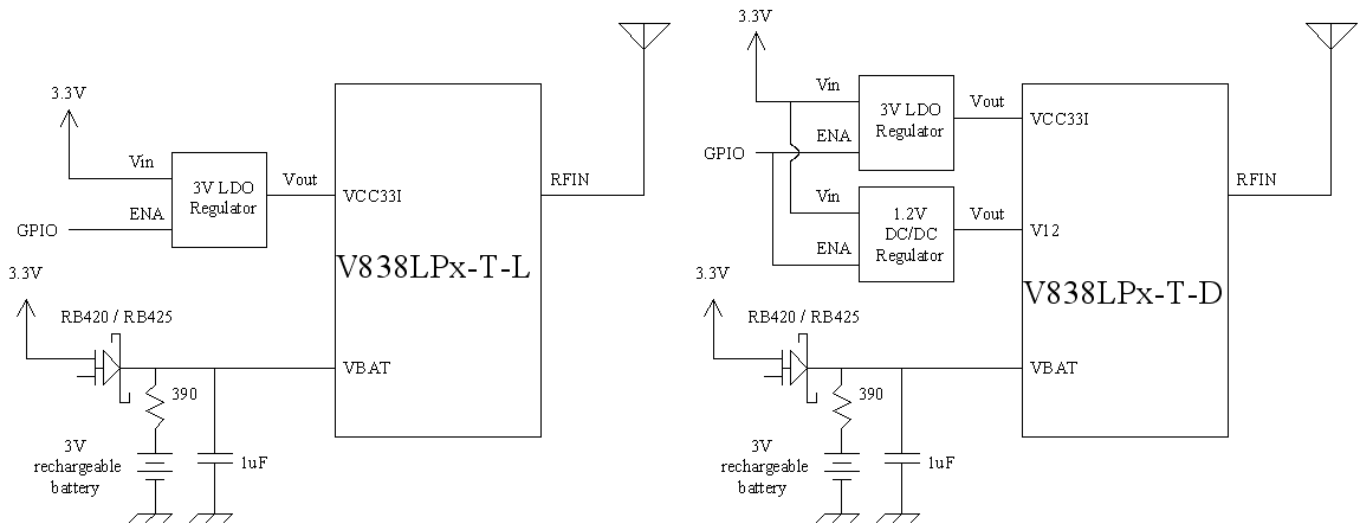 3.3V
Vin
3V LDO
Regulator
Vout
ENA
GPIO
VCC33I
RFIN
V838LPx-T-L
3.3V
RB420 / RB425
VBAT
390
3V
rechargeable
battery
1uF
3.3V
Vin
3V LDO
Regulator
Vout
ENA
GPIO
VCC33I
Vin
1.2V
DC/DC
Regulator
Vout
ENA
V12
RFIN
V838LPx-T-D
3.3V
RB420 / RB425
VBAT
390
3V
rechargeable
battery
1uF